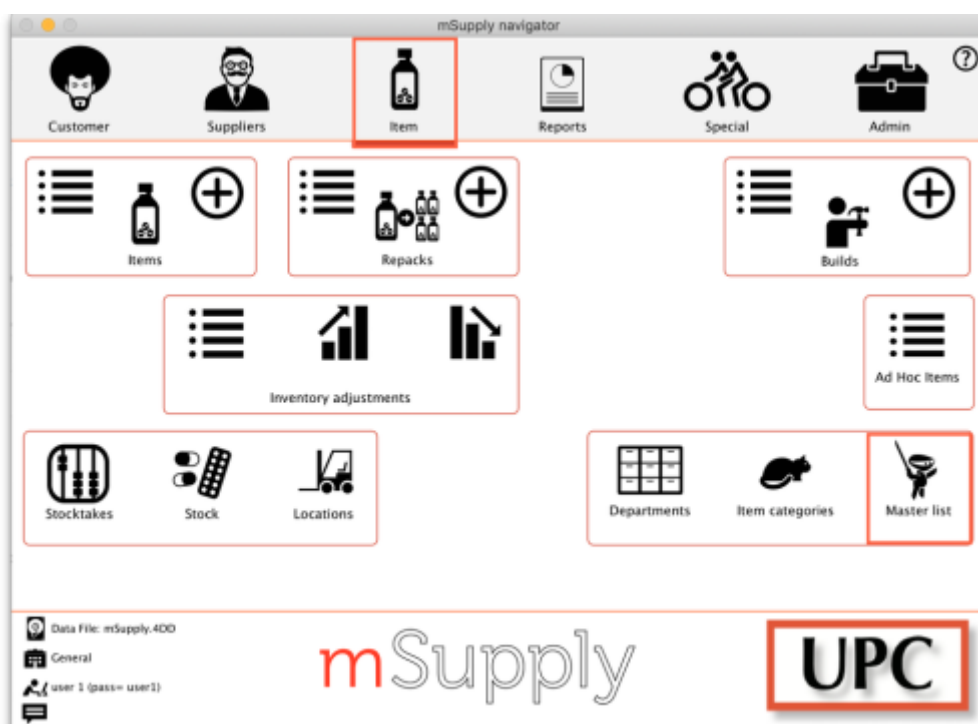 mSupply navigator
Customer
Suppliers
Item
Reports
Special
Admin
?
Items
Repacks
Builds
Inventory adjustments
Ad Hoc Items
Stocktakes
Stock
Locations
Departments
Item categories
Master list
Data File: mSupply.4DD
General
user 1 (pass= user1)
mSupply
UPC